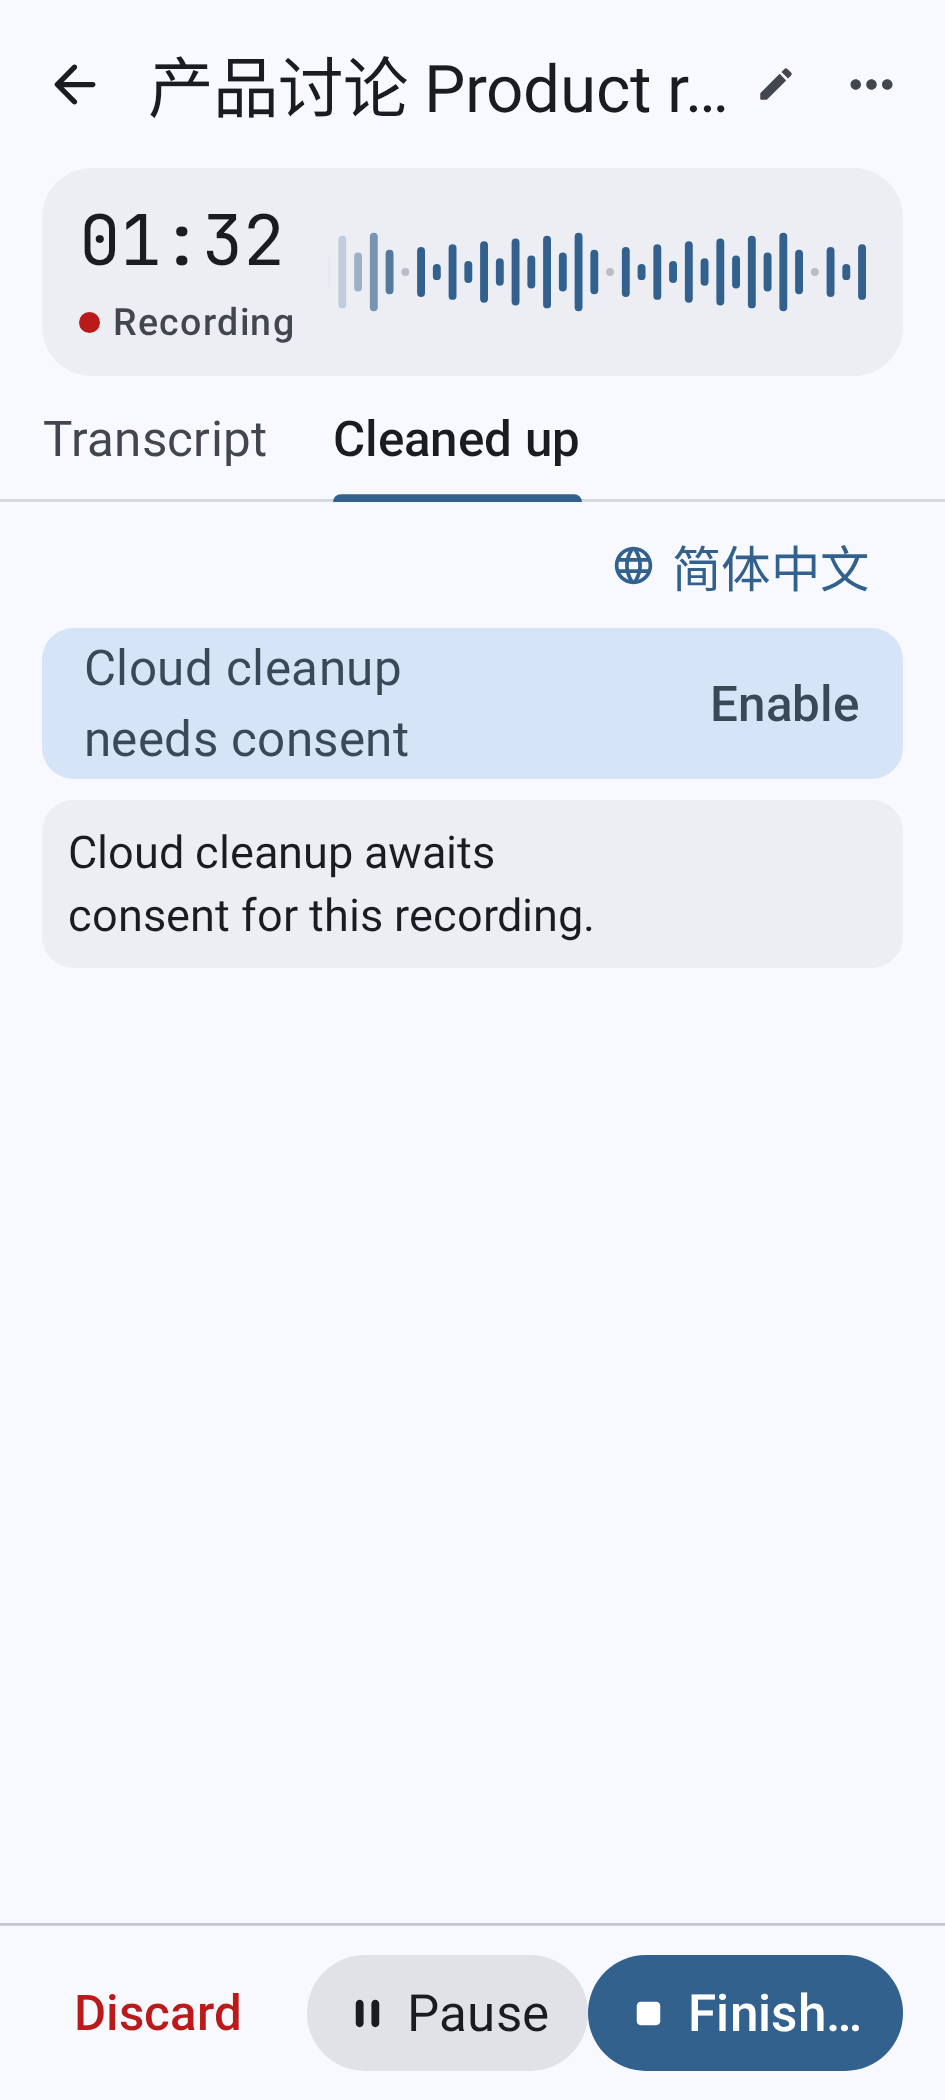 产品讨论 Product r...
01:32
Recording
Transcript
Cleaned up
简体中文
Cloud cleanup
needs consent
Enable
Cloud cleanup awaits
consent for this recording.
Discard
Pause
Finish...